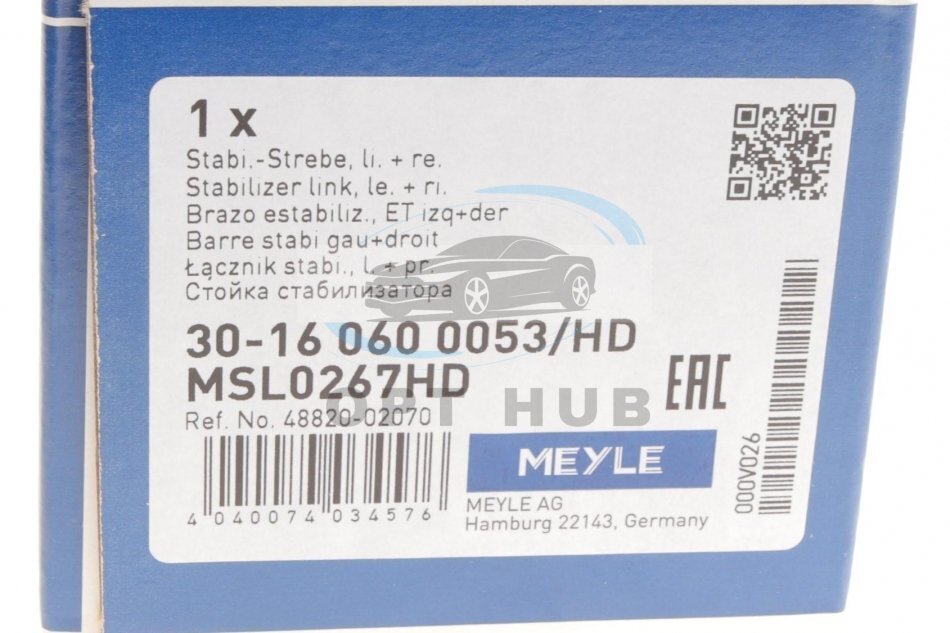 1 x
Stabi.-Strebe, li. + re.
Stabilizer link, le. + ri.
Brazo estabiliz., ET izq+der
Barre stabi gau+droit
Łącznik stabi., l. + pr.
Стойка стабилизатора
30-16 060 0053/HD
MSL0267HD
EAC
OPT HUB
Ref. No. 48820-02070
4 040074 034576
MEYLE
MEYLE AG
Hamburg 22143, Germany
000V026